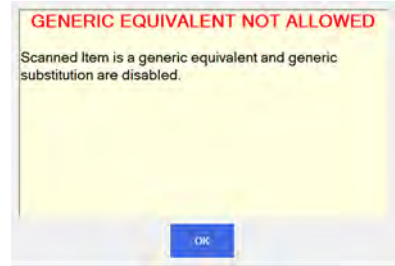 GENERIC EQUIVALENT NOT ALLOWED
Scanned Item is a generic equivalent and generic
substitution are disabled.
OK